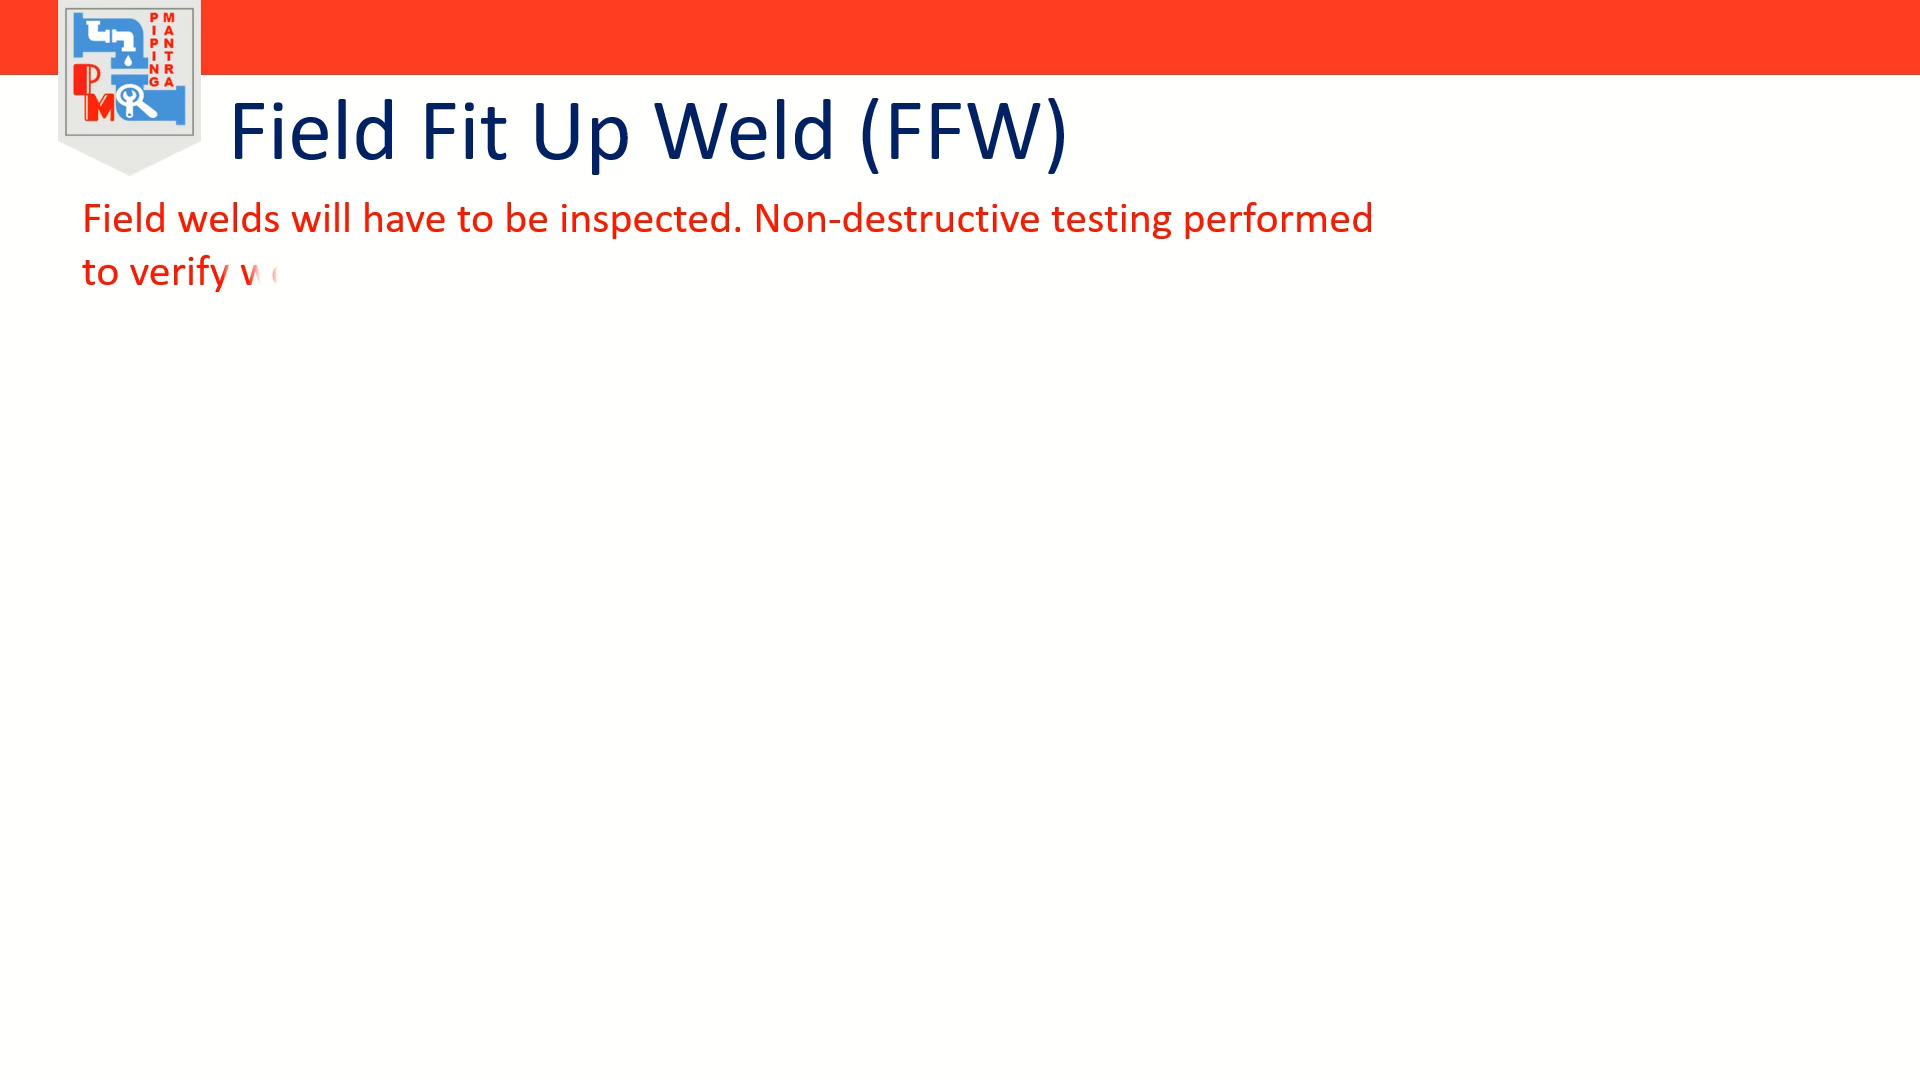 PIPING
MANTRA
PM
Field Fit Up Weld (FFW)
Field welds will have to be inspected. Non-destructive testing performed
to verify